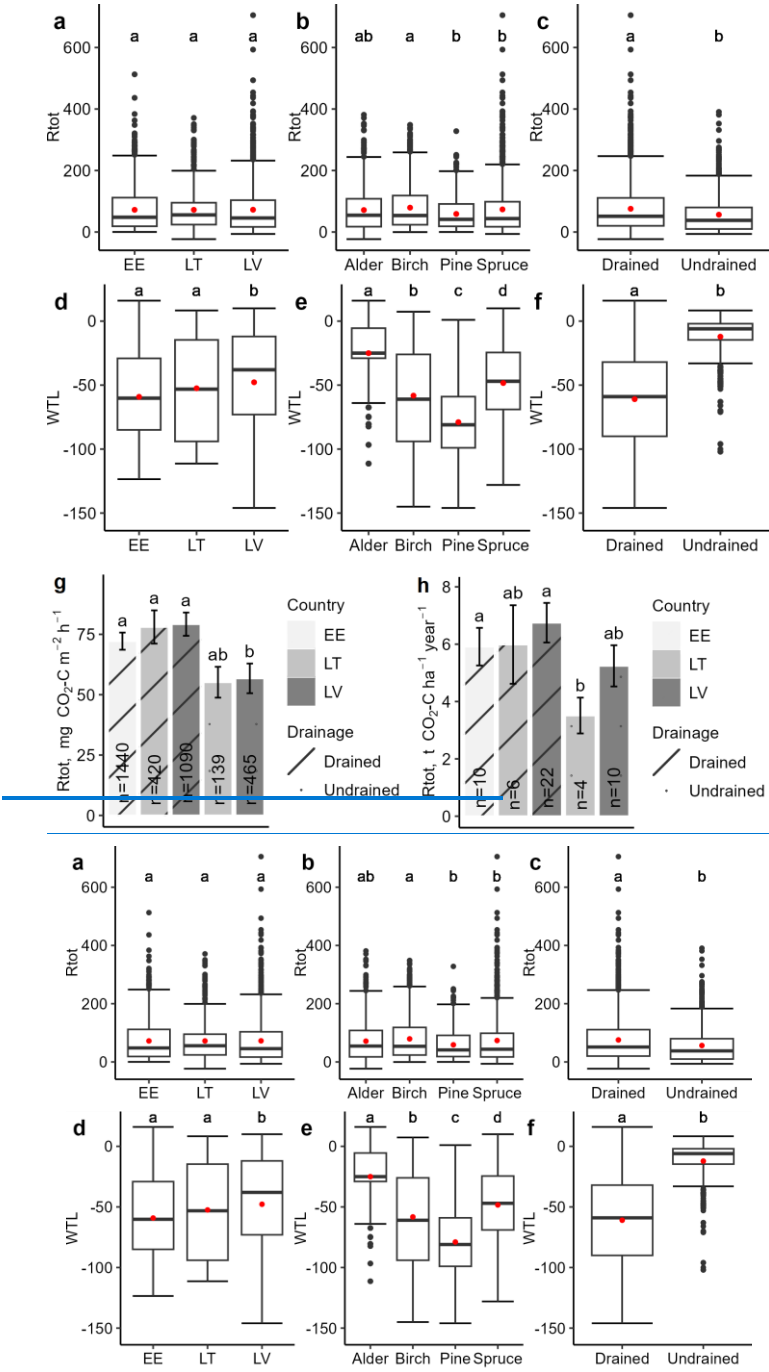 a b c
a a a ab a b b a b
600 600 600
400 400 400
Rtot Rtot Rtot
200 200 200
0 0 0
EE LT LV Alder Birch Pine Spruce Drained Undrained
d e f
a a b a b c d a b
0 0 0
-50 -50 -50
WTL WTL WTL
-100 -100 -100
-150 -150 -150
EE LT LV Alder Birch Pine Spruce Drained Undrained
g
Rtot, mg CO₂-C m⁻² h⁻¹
75
50
25
0
a a a ab b
n=1440 n=420 n=1090 n=139 n=465
Country
EE
LT
LV
Drainage
Drained
Undrained
h
Rtot, t CO₂-C ha⁻¹ year⁻¹
8
6
4
2
0
a ab a b ab
n=10 n=6 n=22 n=4 n=10
Country
EE
LT
LV
Drainage
Drained
Undrained
a b c
a a a ab a b b a b
600 600 600
400 400 400
Rtot Rtot Rtot
200 200 200
0 0 0
EE LT LV Alder Birch Pine Spruce Drained Undrained
d e f
a a b a b c d a b
0 0 0
-50 -50 -50
WTL WTL WTL
-100 -100 -100
-150 -150 -150
EE LT LV Alder Birch Pine Spruce Drained Undrained